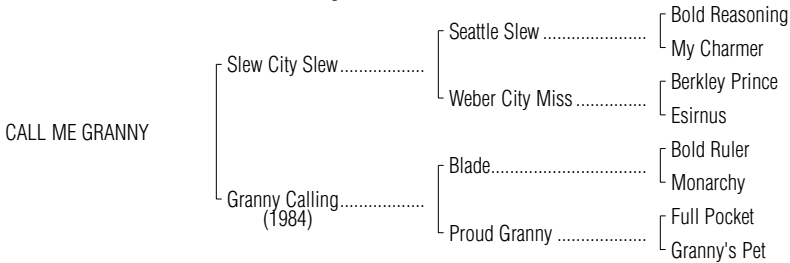 Bold Reasoning
Seattle Slew ......................
My Charmer
Slew City Slew..................
Berkley Prince
Weber City Miss ...............
Esirnus
CALL ME GRANNY
Bold Ruler
Blade.................................
Monarchy
Granny Calling..................
(1984)
Full Pocket
Proud Granny ...................
Granny's Pet